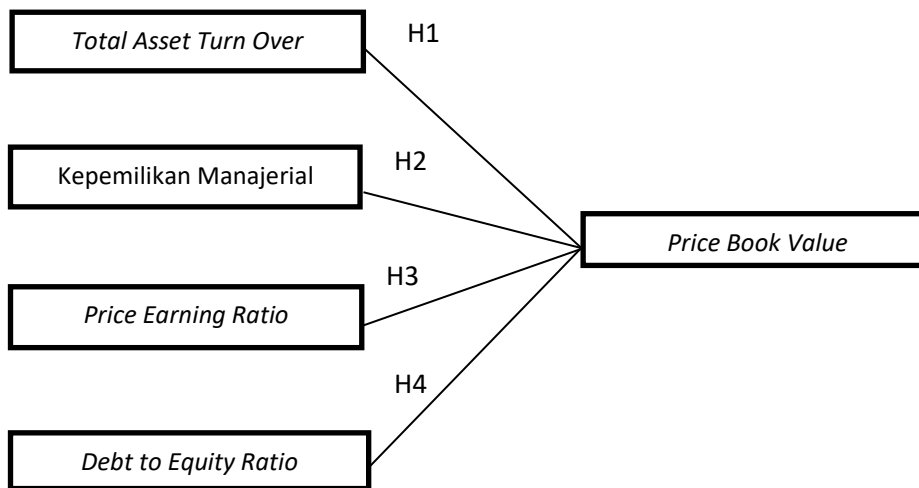 Total Asset Turn Over
H1
Kepemilikan Manajerial
H2
Price Book Value
Price Earning Ratio
H3
Debt to Equity Ratio
H4